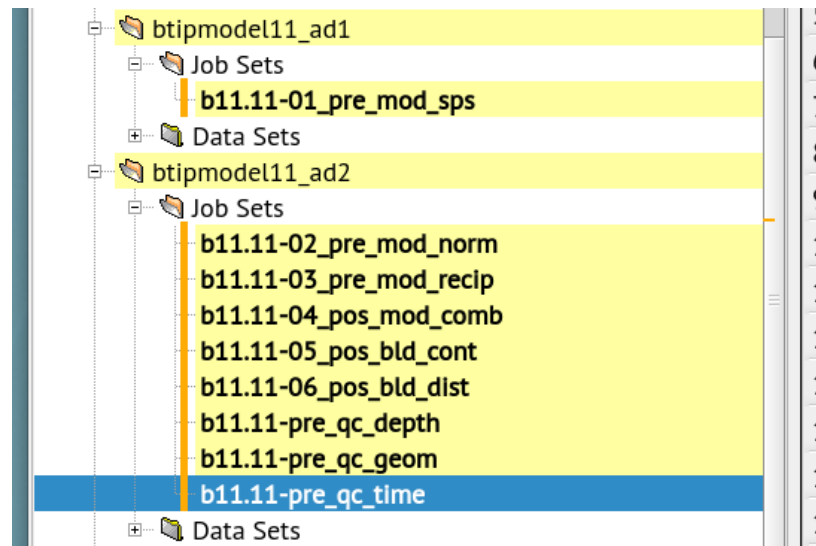 btipmodel11_ad1
Job Sets
b11.11-01_pre_mod_sps
Data Sets
btipmodel11_ad2
Job Sets
b11.11-02_pre_mod_norm
b11.11-03_pre_mod_recip
b11.11-04_pos_mod_comb
b11.11-05_pos_bld_cont
b11.11-06_pos_bld_dist
b11.11-pre_qc_depth
b11.11-pre_qc_geom
b11.11-pre_qc_time
Data Sets